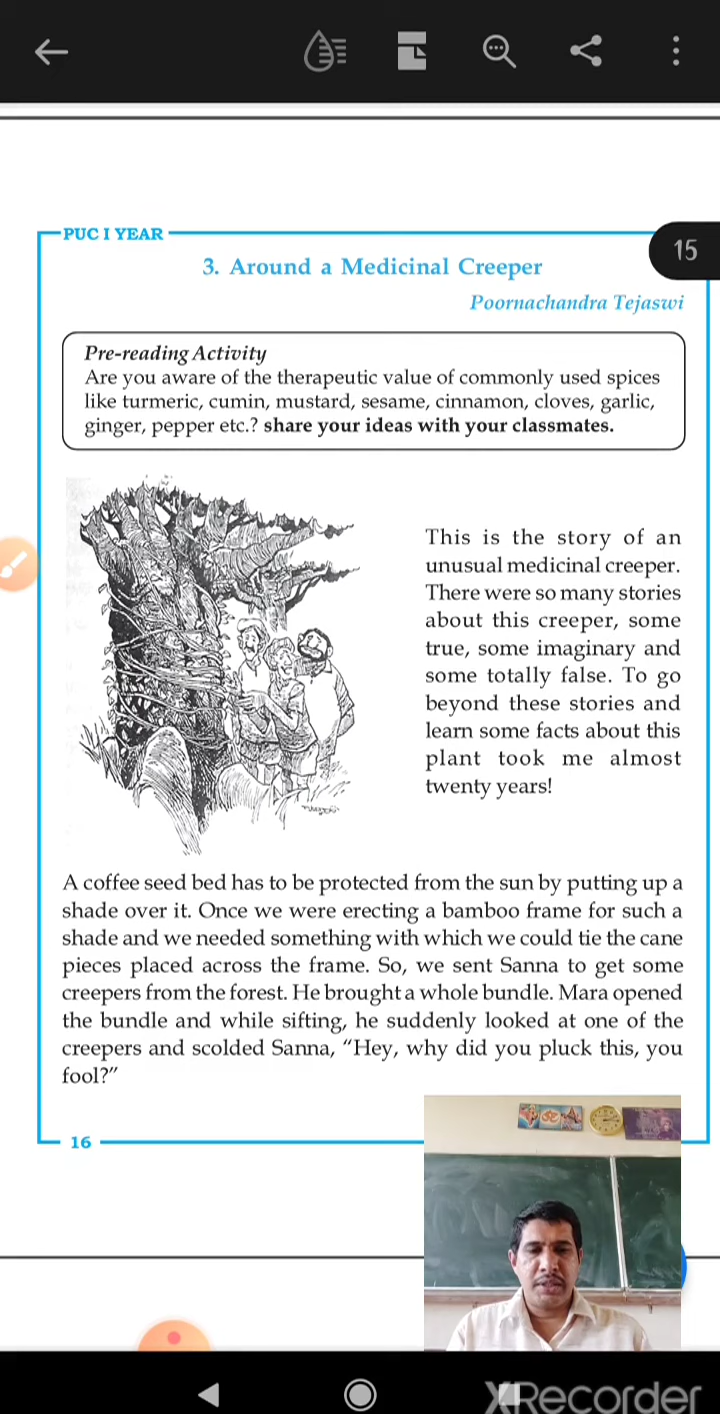 PUC I YEAR
15
3. Around a Medicinal Creeper
Poornachandra Tejaswi
Pre-reading Activity
Are you aware of the therapeutic value of commonly used spices
like turmeric, cumin, mustard, sesame, cinnamon, cloves, garlic,
ginger, pepper etc.? share your ideas with your classmates.
This is the story of an
unusual medicinal creeper.
There were so many stories
about this creeper, some
true, some imaginary and
some totally false. To go
beyond these stories and
learn some facts about this
plant took me almost
twenty years!
A coffee seed bed has to be protected from the sun by putting up a
shade over it. Once we were erecting a bamboo frame for such a
shade and we needed something with which we could tie the cane
pieces placed across the frame. So, we sent Sanna to get some
creepers from the forest. He brought a whole bundle. Mara opened
the bundle and while sifting, he suddenly looked at one of the
creepers and scolded Sanna, “Hey, why did you pluck this, you
fool?”
16
XRecorder